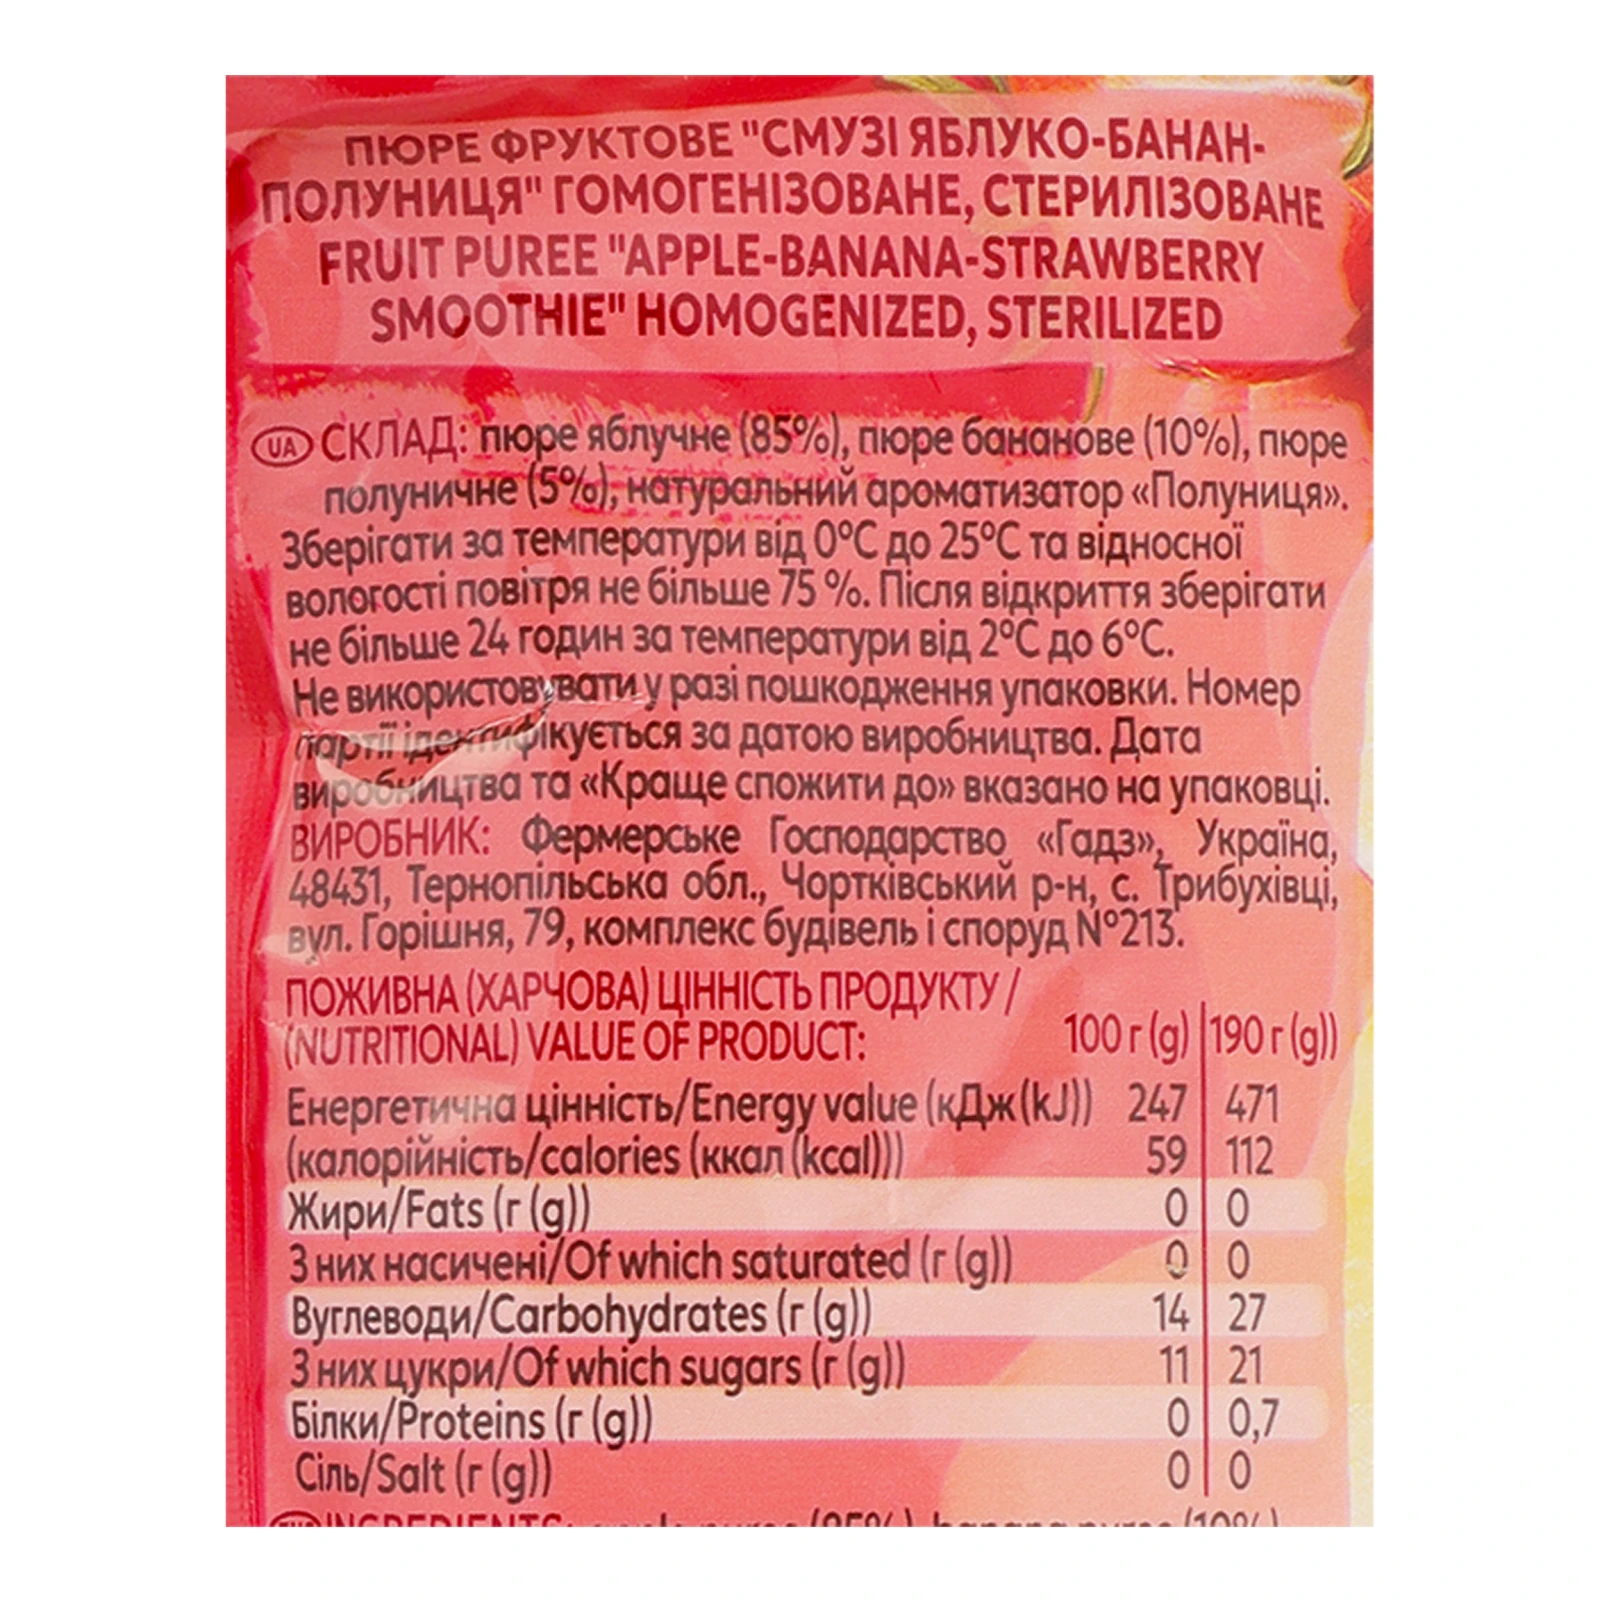 ПЮРЕ ФРУКТОВЕ "СМУЗІ ЯБЛУКО-БАНАН-
ПОЛУНИЦЯ" ГОМОГЕНІЗОВАНЕ, СТЕРИЛІЗОВАНЕ
FRUIT PUREE "APPLE-BANANA-STRAWBERRY
SMOOTHIE" HOMOGENIZED, STERILIZED
UA СКЛАД: пюре яблучне (85%), пюре бананове (10%), пюре
полуничне (5%), натуральний ароматизатор «Полуниця».
Зберігати за температури від 0°С до 25°С та відносної
вологості повітря не більше 75 %. Після відкриття зберігати
не більше 24 годин за температури від 2°С до 6°С.
Не використовувати у разі пошкодження упаковки. Номер
партії ідентифікується за датою виробництва. Дата
виробництва та «Краще спожити до» вказано на упаковці.
ВИРОБНИК: Фермерське Господарство «Гадз», Україна,
48431, Тернопільська обл., Чортківський р-н, с. Трибухівці,
вул. Горішня, 79, комплекс будівель і споруд №213.
ПОЖИВНА (ХАРЧОВА) ЦІННІСТЬ ПРОДУКТУ /
(NUTRITIONAL) VALUE OF PRODUCT: 100 г (g) 190 г (g))
Енергетична цінність/Energy value (кДж (kJ)) 247 471
(калорійність/calories (ккал (kcal))) 59 112
Жири/Fats (г (g)) 0 0
З них насичені/Of which saturated (г (g)) 0 0
Вуглеводи/Carbohydrates (г (g)) 14 27
З них цукри/Of which sugars (г (g)) 11 21
Білки/Proteins (г (g)) 0 0,7
Сіль/Salt (г (g)) 0 0
INGREDIENTS: apple puree (85%), banana puree (10%),